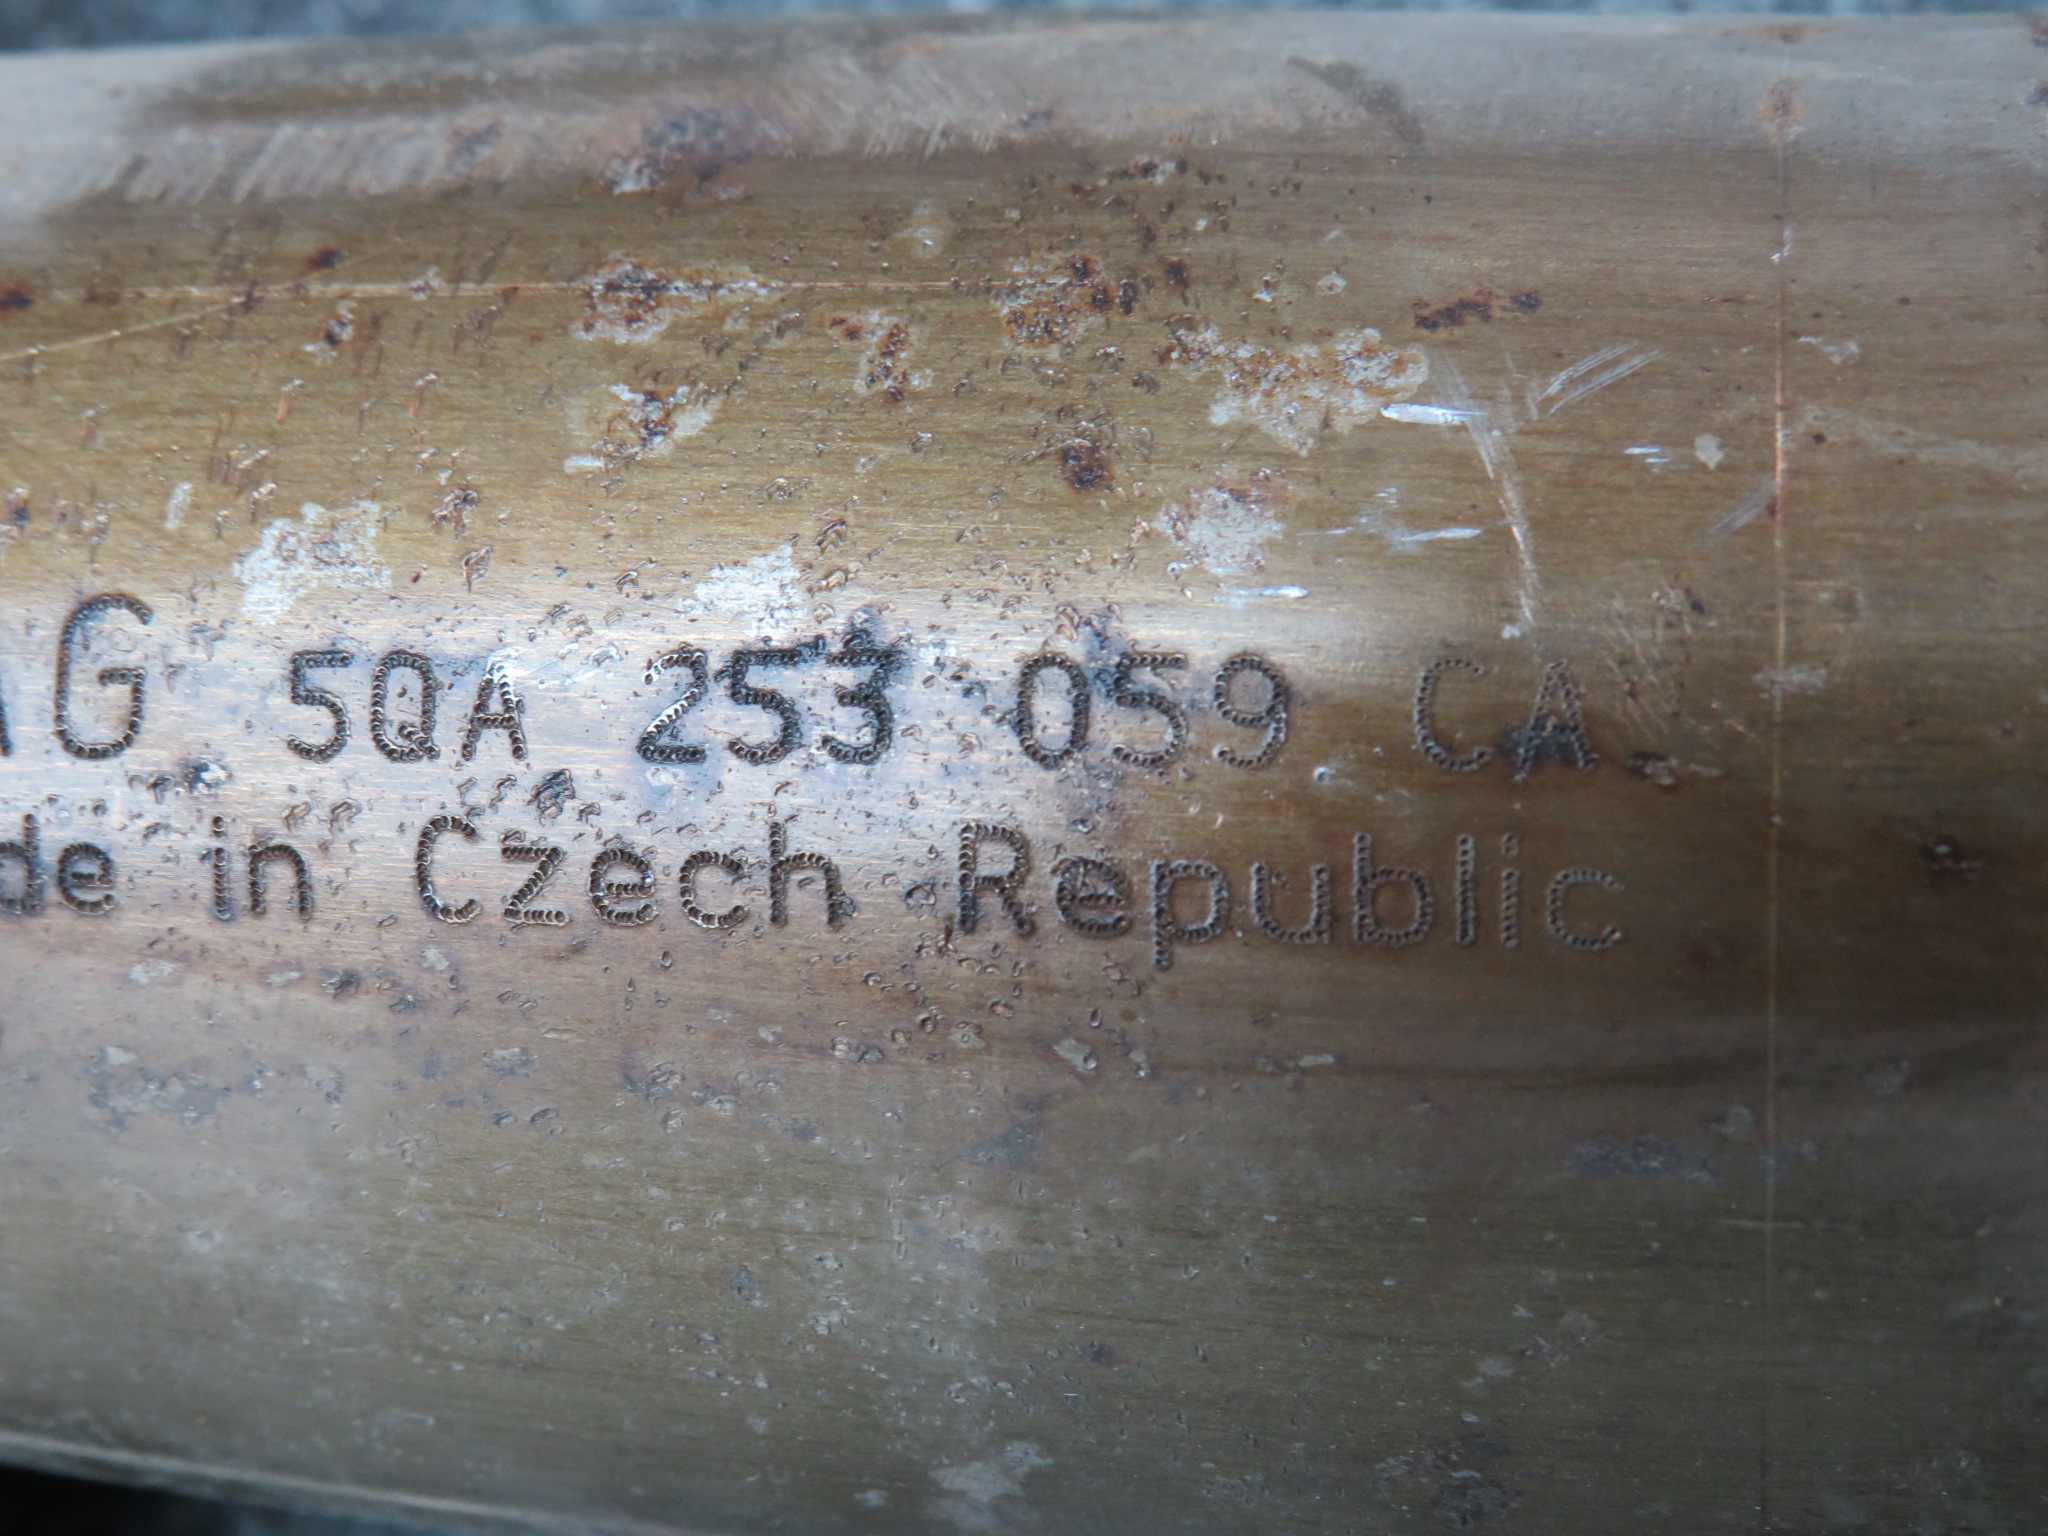 AG 5QA 253 059 CA
de in Czech Republic